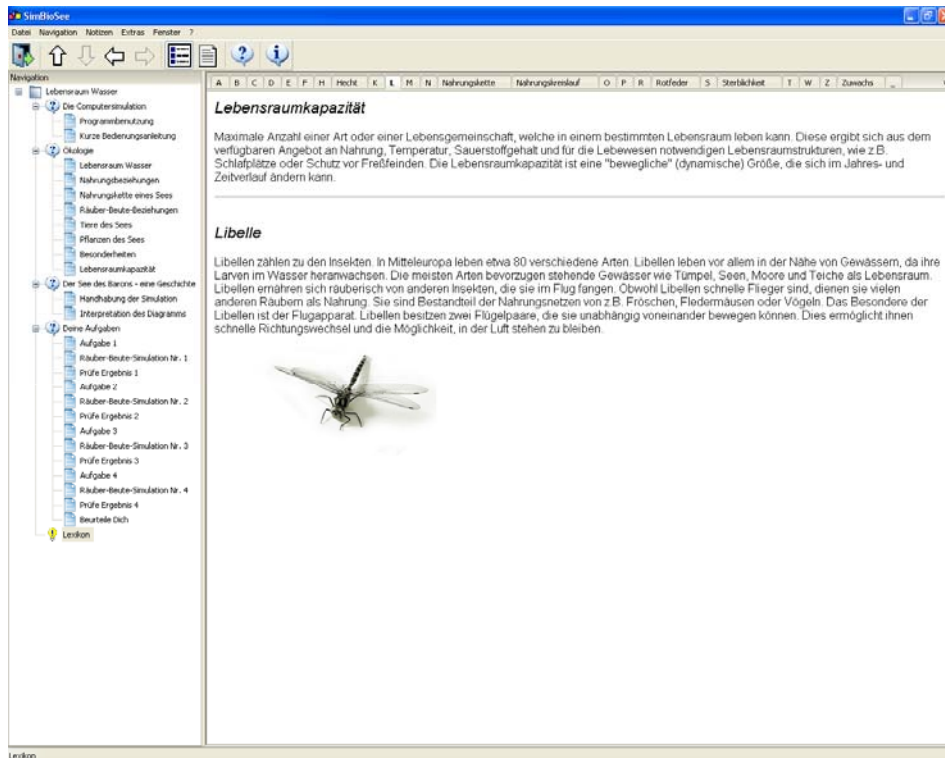 SimBioSee
Datei Navigation Notizen Extras Fenster ?
Navigation
Lebensraum Wasser
Die Computersimulation
Programmbenutzung
Kurze Bedienungsanleitung
Ökologie
Lebensraum Wasser
Nahrungsbeziehungen
Nahrungskette eines Sees
Räuber-Beute-Beziehungen
Tiere des Sees
Pflanzen des Sees
Besonderheiten
Lebensraumkapazität
Der See des Barons - eine Geschichte
Handhabung der Simulation
Interpretation des Diagramms
Deine Aufgaben
Aufgabe 1
Räuber-Beute-Simulation Nr. 1
Prüfe Ergebnis 1
Aufgabe 2
Räuber-Beute-Simulation Nr. 2
Prüfe Ergebnis 2
Aufgabe 3
Räuber-Beute-Simulation Nr. 3
Prüfe Ergebnis 3
Aufgabe 4
Räuber-Beute-Simulation Nr. 4
Prüfe Ergebnis 4
Beurteile Dich
Lexikon
A B C D E F H Hecht K L M N Nahrungskette Nahrungskreislauf O P R Rotfeder S Sterblichkeit T W Z Zuwachs _
Lebensraumkapazität
Maximale Anzahl einer Art oder einer Lebensgemeinschaft, welche in einem bestimmten Lebensraum leben kann. Diese ergibt sich aus dem
verfügbaren Angebot an Nahrung, Temperatur, Sauerstoffgehalt und für die Lebewesen notwendigen Lebensraumstrukturen, wie z.B.
Schlafplätze oder Schutz vor Freßfeinden. Die Lebensraumkapazität ist eine "bewegliche" (dynamische) Größe, die sich im Jahres- und
Zeitverlauf ändern kann.
Libelle
Libellen zählen zu den Insekten. In Mitteleuropa leben etwa 80 verschiedene Arten. Libellen leben vor allem in der Nähe von Gewässern, da ihre
Larven im Wasser heranwachsen. Die meisten Arten bevorzugen stehende Gewässer wie Tümpel, Seen, Moore und Teiche als Lebensraum.
Libellen ernähren sich räuberisch von anderen Insekten, die sie im Flug fangen. Obwohl Libellen schnelle Flieger sind, dienen sie vielen
anderen Räubern als Nahrung. Sie sind Bestandteil der Nahrungsnetzen von z.B. Fröschen, Fledermäusen oder Vögeln. Das Besondere der
Libellen ist der Flugapparat. Libellen besitzen zwei Flügelpaare, die sie unabhängig voneinander bewegen können. Dies ermöglicht ihnen
schnelle Richtungswechsel und die Möglichkeit, in der Luft stehen zu bleiben.
Lexikon